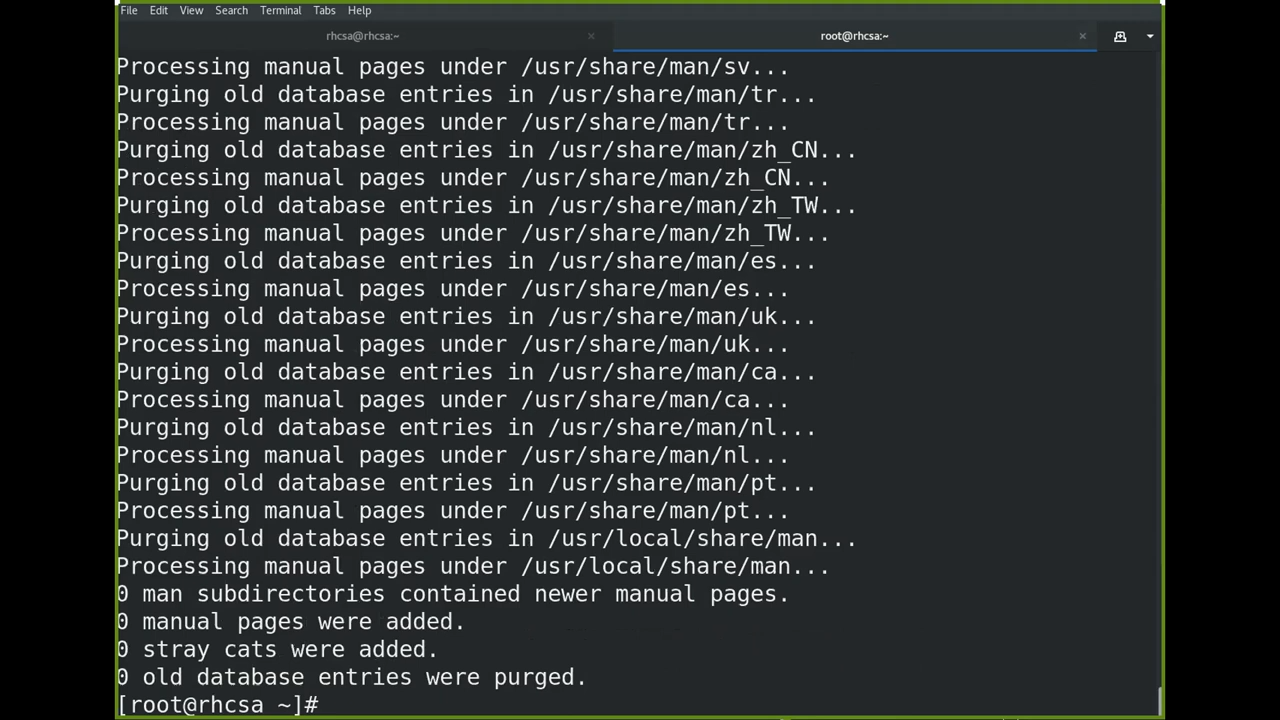 File Edit View Search Terminal Tabs Help
rhcsa@rhcsa:~ × root@rhcsa:~ ×
Processing manual pages under /usr/share/man/sv...
Purging old database entries in /usr/share/man/tr...
Processing manual pages under /usr/share/man/tr...
Purging old database entries in /usr/share/man/zh_CN...
Processing manual pages under /usr/share/man/zh_CN...
Purging old database entries in /usr/share/man/zh_TW...
Processing manual pages under /usr/share/man/zh_TW...
Purging old database entries in /usr/share/man/es...
Processing manual pages under /usr/share/man/es...
Purging old database entries in /usr/share/man/uk...
Processing manual pages under /usr/share/man/uk...
Purging old database entries in /usr/share/man/ca...
Processing manual pages under /usr/share/man/ca...
Purging old database entries in /usr/share/man/nl...
Processing manual pages under /usr/share/man/nl...
Purging old database entries in /usr/share/man/pt...
Processing manual pages under /usr/share/man/pt...
Purging old database entries in /usr/local/share/man...
Processing manual pages under /usr/local/share/man...
0 man subdirectories contained newer manual pages.
0 manual pages were added.
0 stray cats were added.
0 old database entries were purged.
[root@rhcsa ~]#